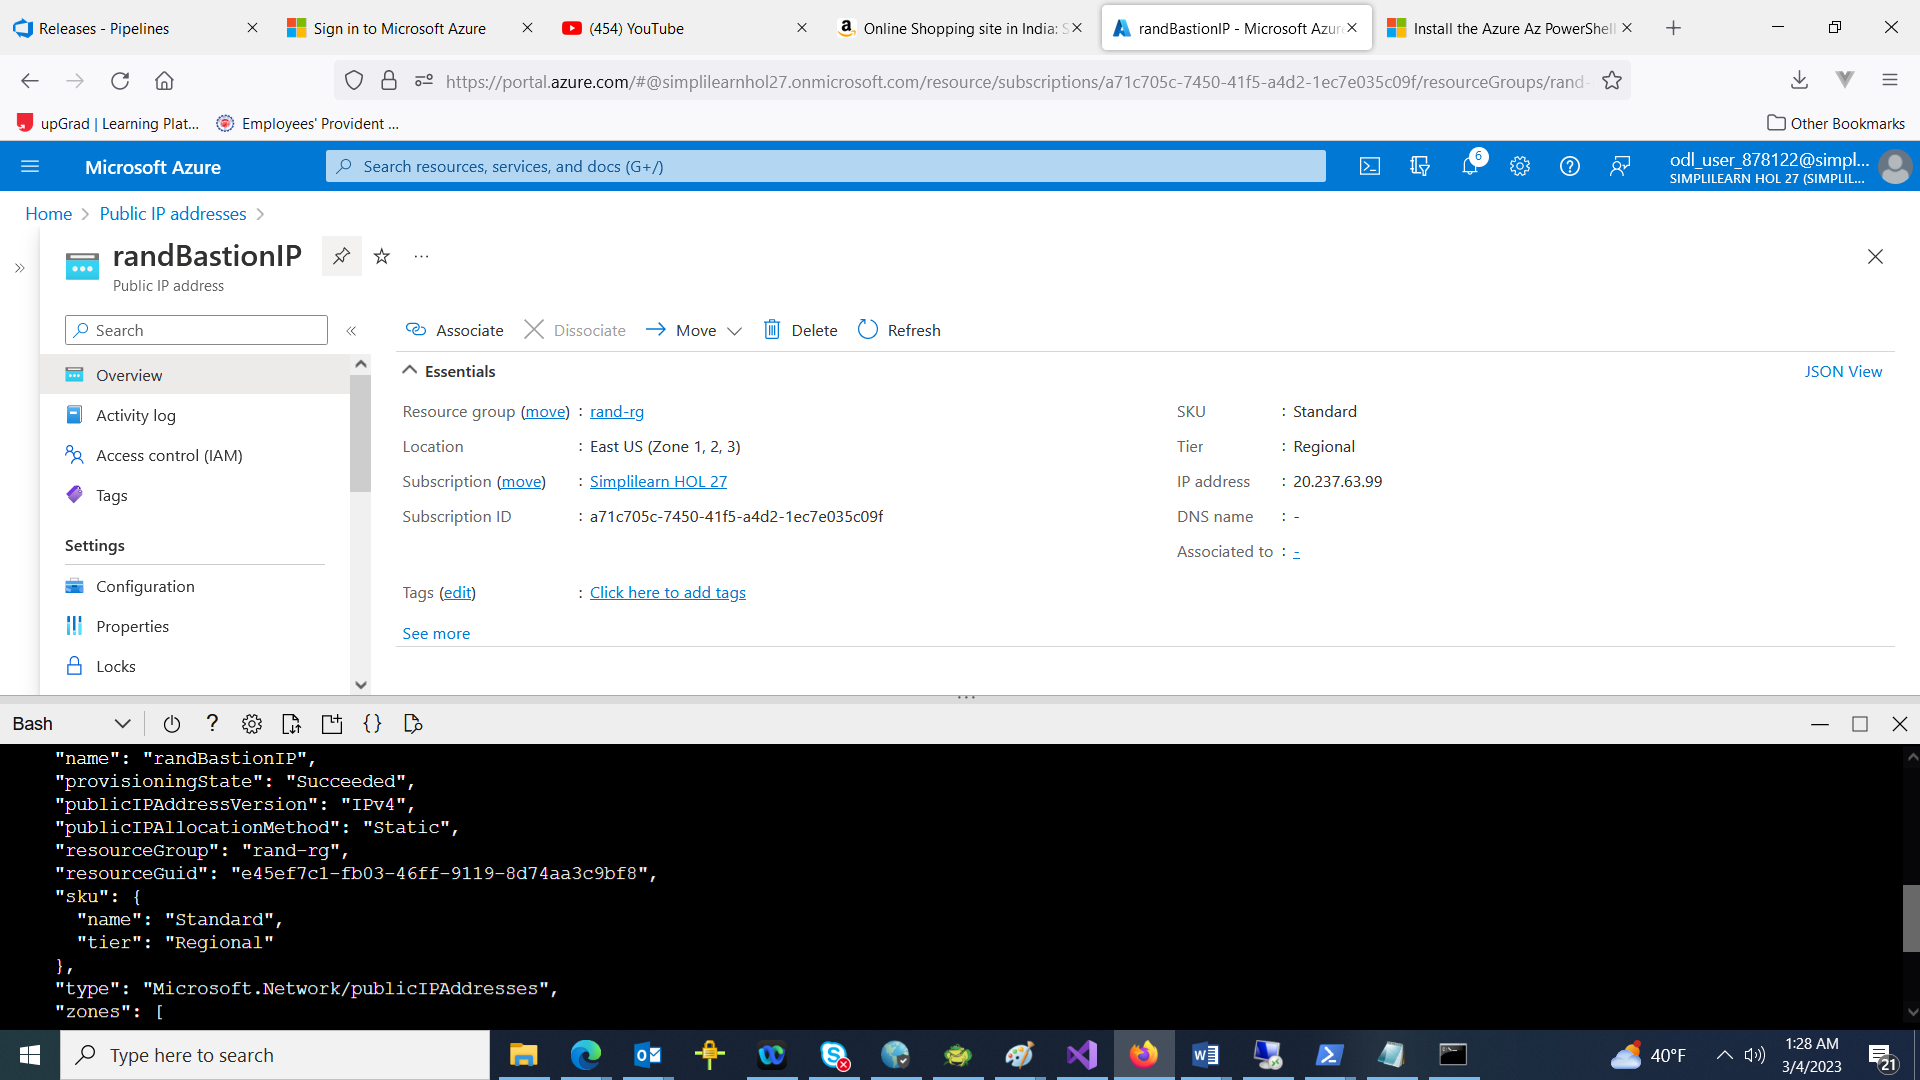 Releases - Pipelines
Sign in to Microsoft Azure
(454) YouTube
Online Shopping site in India: S
randBastionIP - Microsoft Azure
Install the Azure Az PowerShell
https://portal.azure.com/#@simplilearnhol27.onmicrosoft.com/resource/subscriptions/a71c705c-7450-41f5-a4d2-1ec7e035c09f/resourceGroups/rand-
upGrad | Learning Plat...
Employees' Provident ...
Other Bookmarks
Microsoft Azure
Search resources, services, and docs (G+/)
6
odl_user_878122@simpl...
SIMPLILEARN HOL 27 (SIMPLIL...
Home > Public IP addresses >
randBastionIP
Public IP address
Search
Associate
Dissociate
Move
Delete
Refresh
Overview
Activity log
Access control (IAM)
Tags
Settings
Configuration
Properties
Locks
Essentials
JSON View
Resource group (move) : rand-rg
Location : East US (Zone 1, 2, 3)
Subscription (move) : Simplilearn HOL 27
Subscription ID : a71c705c-7450-41f5-a4d2-1ec7e035c09f
SKU : Standard
Tier : Regional
IP address : 20.237.63.99
DNS name : -
Associated to : -
Tags (edit) : Click here to add tags
See more
Bash
"name": "randBastionIP",
"provisioningState": "Succeeded",
"publicIPAddressVersion": "IPv4",
"publicIPAllocationMethod": "Static",
"resourceGroup": "rand-rg",
"resourceGuid": "e45ef7c1-fb03-46ff-9119-8d74aa3c9bf8",
"sku": {
"name": "Standard",
"tier": "Regional"
},
"type": "Microsoft.Network/publicIPAddresses",
"zones": [
Type here to search
40°F
1:28 AM
3/4/2023
21